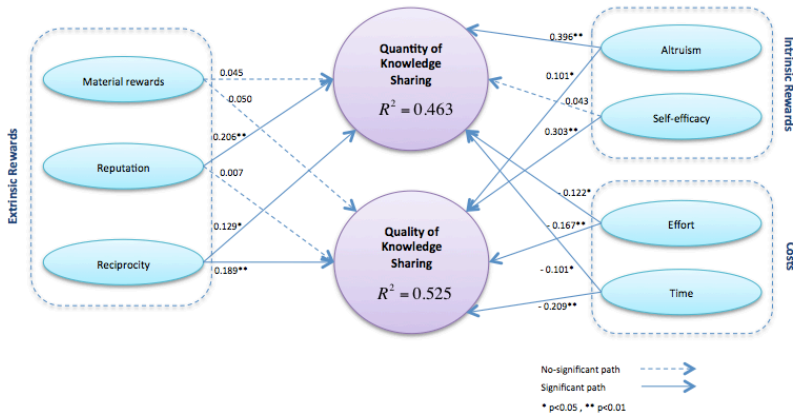 Extrinsic Rewards
Material rewards
Reputation
Reciprocity
0.045
-0.050
0.206**
0.007
0.129*
0.189**
Quantity of
Knowledge
Sharing
R² = 0.463
Quality of
Knowledge
Sharing
R² = 0.525
0.396**
0.101*
0.043
0.303**
- 0.122*
- 0.167**
- 0.101*
- 0.209**
Altruism
Self-efficacy
Intrinsic Rewards
Effort
Time
Costs
No-significant path
Significant path
* p<0.05 , ** p<0.01